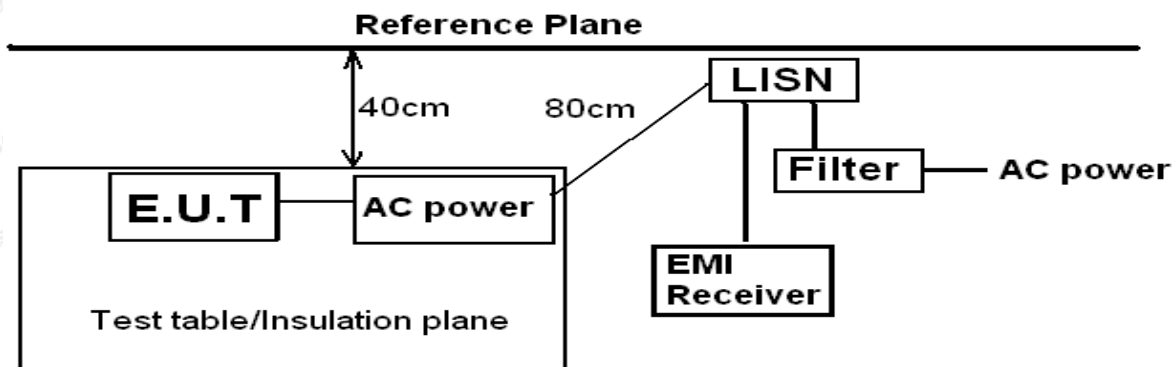 Reference Plane
LISN
40cm
80cm
Filter
AC power
E.U.T
AC power
EMI
Receiver
Test table/Insulation plane